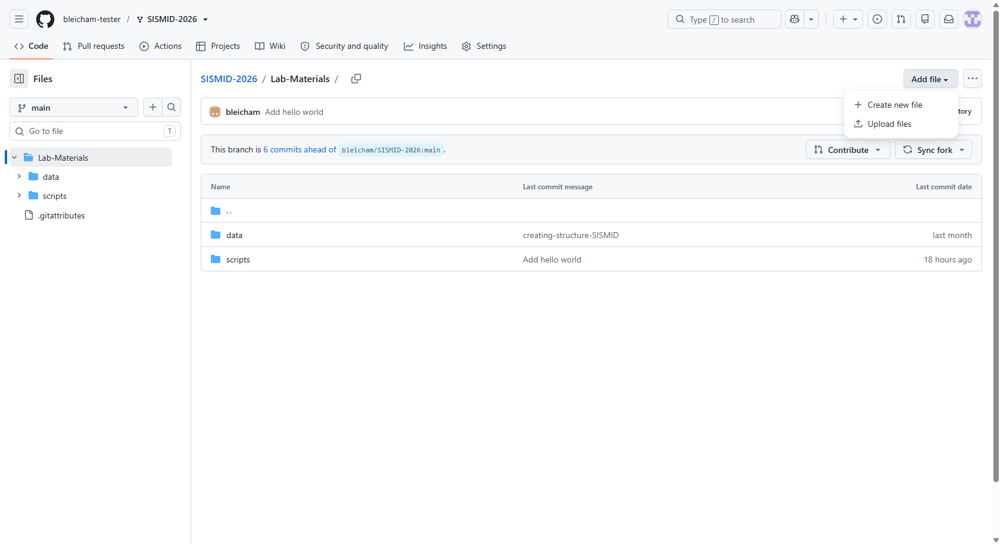 bleicham-tester / SISMID-2026
Type / to search
Code Pull requests Actions Projects Wiki Security and quality Insights Settings
Files
SISMID-2026 / Lab-Materials /
Add file
main
Create new file
Upload files
bleicham Add hello world
tory
Go to file
T
This branch is 6 commits ahead of bleicham/SISMID-2026:main .
Contribute
Sync fork
Lab-Materials
data
scripts
.gitattributes
Name Last commit message Last commit date
..
data creating-structure-SISMID last month
scripts Add hello world 18 hours ago